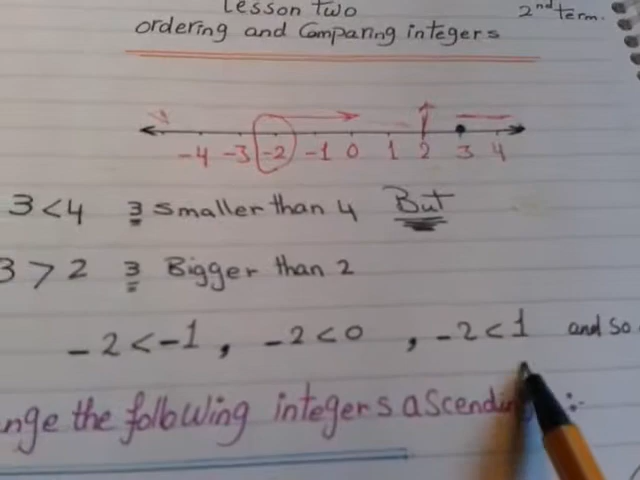 Lesson two
2nd term.
ordering and Comparing integers
-4 -3 -2 -1 0 1 2 3 4
3<4 3 Smaller than 4 But
3 > 2 3 Bigger than 2
-2<-1 , -2<0 , -2<1 and so
nge the following integers ascending :-